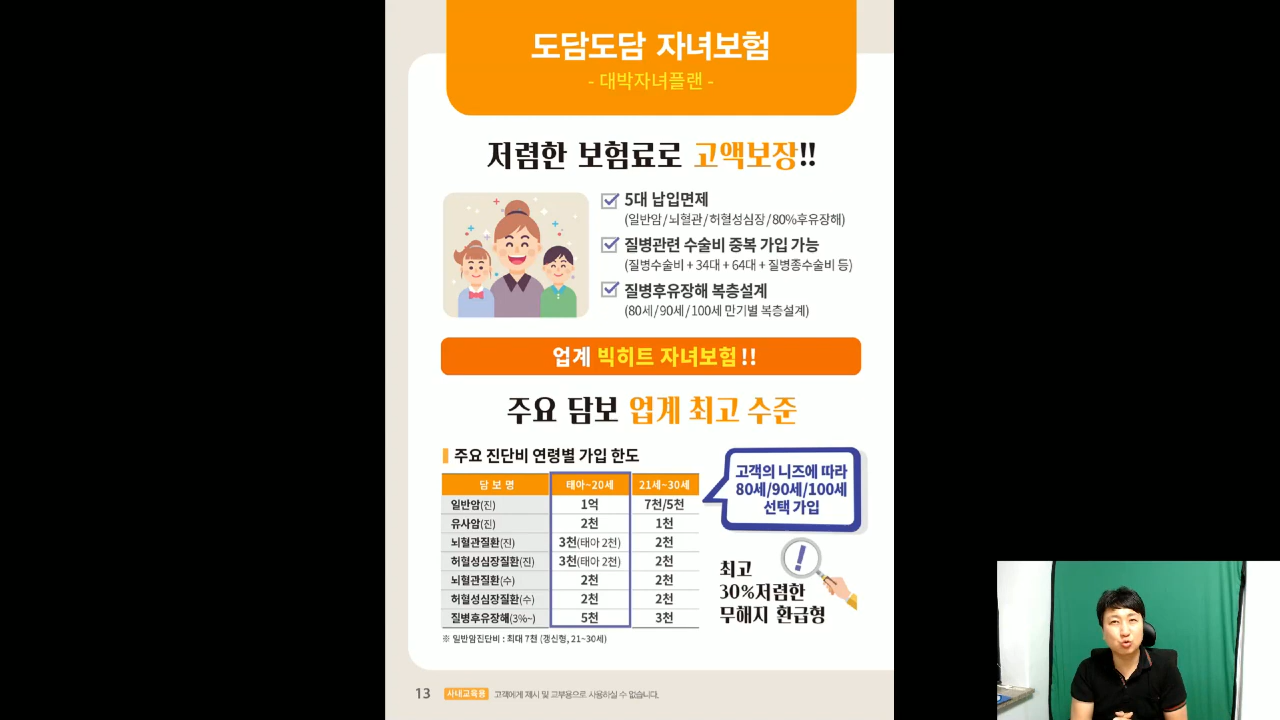 도담도담 자녀보험
- 대박자녀플랜 -
저렴한 보험료로 고액보장!!
5대 납입면제
(일반암/뇌혈관/허혈성심장/80%후유장해)
질병관련 수술비 중복 가입 가능
(질병수술비 + 34대 + 64대 + 질병종수술비 등)
질병후유장해 복층설계
(80세/90세/100세 만기별 복층설계)
업계 빅히트 자녀보험!!
주요 담보 업계 최고 수준
주요 진단비 연령별 가입 한도
담 보 명 태아~20세 21세~30세
일반암(진) 1억 7천/5천
유사암(진) 2천 1천
뇌혈관질환(진) 3천(태아 2천) 2천
허혈성심장질환(진) 3천(태아 2천) 2천
뇌혈관질환(수) 2천 2천
허혈성심장질환(수) 2천 2천
질병후유장해(3%~) 5천 3천
※ 일반암진단비 : 최대 7천 (갱신형, 21~30세)
고객의 니즈에 따라
80세/90세/100세
선택 가입
최고
30%저렴한
무해지 환급형
13 사내교육용 고객에게 제시 및 교부용으로 사용하실 수 없습니다.